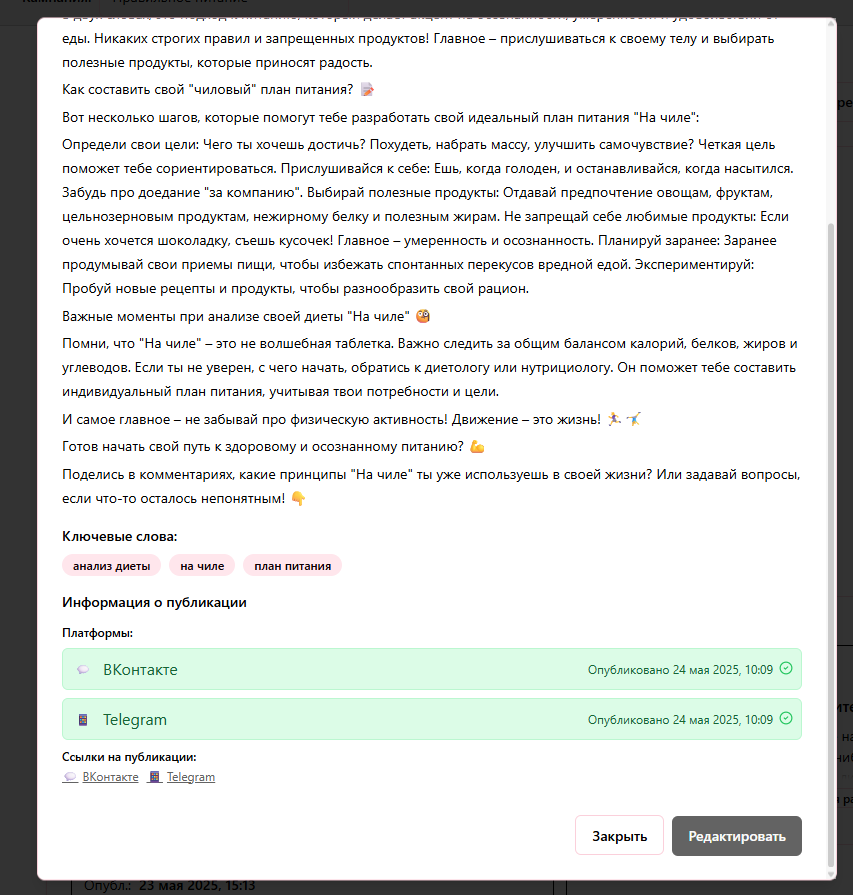 еды. Никаких строгих правил и запрещенных продуктов! Главное – прислушиваться к своему телу и выбирать
полезные продукты, которые приносят радость.
Как составить свой "чиловый" план питания? 📝
Вот несколько шагов, которые помогут тебе разработать свой идеальный план питания "На чиле":
Определи свои цели: Чего ты хочешь достичь? Похудеть, набрать массу, улучшить самочувствие? Четкая цель
поможет тебе сориентироваться. Прислушивайся к себе: Ешь, когда голоден, и останавливайся, когда насытился.
Забудь про доедание "за компанию". Выбирай полезные продукты: Отдавай предпочтение овощам, фруктам,
цельнозерновым продуктам, нежирному белку и полезным жирам. Не запрещай себе любимые продукты: Если
очень хочется шоколадку, съешь кусочек! Главное – умеренность и осознанность. Планируй заранее: Заранее
продумывай свои приемы пищи, чтобы избежать спонтанных перекусов вредной едой. Экспериментируй:
Пробуй новые рецепты и продукты, чтобы разнообразить свой рацион.
Важные моменты при анализе своей диеты "На чиле" 🧐
Помни, что "На чиле" – это не волшебная таблетка. Важно следить за общим балансом калорий, белков, жиров и
углеводов. Если ты не уверен, с чего начать, обратись к диетологу или нутрициологу. Он поможет тебе составить
индивидуальный план питания, учитывая твои потребности и цели.
И самое главное – не забывай про физическую активность! Движение – это жизнь! 🏃‍♀️🤸
Готов начать свой путь к здоровому и осознанному питанию? 💪
Поделись в комментариях, какие принципы "На чиле" ты уже используешь в своей жизни? Или задавай вопросы,
если что-то осталось непонятным! 👇
Ключевые слова:
анализ диеты на чиле план питания
Информация о публикации
Платформы:
ВКонтакте Опубликовано 24 мая 2025, 10:09
Telegram Опубликовано 24 мая 2025, 10:09
Ссылки на публикации:
ВКонтакте Telegram
Закрыть Редактировать
Опубл.: 23 мая 2025, 15:13